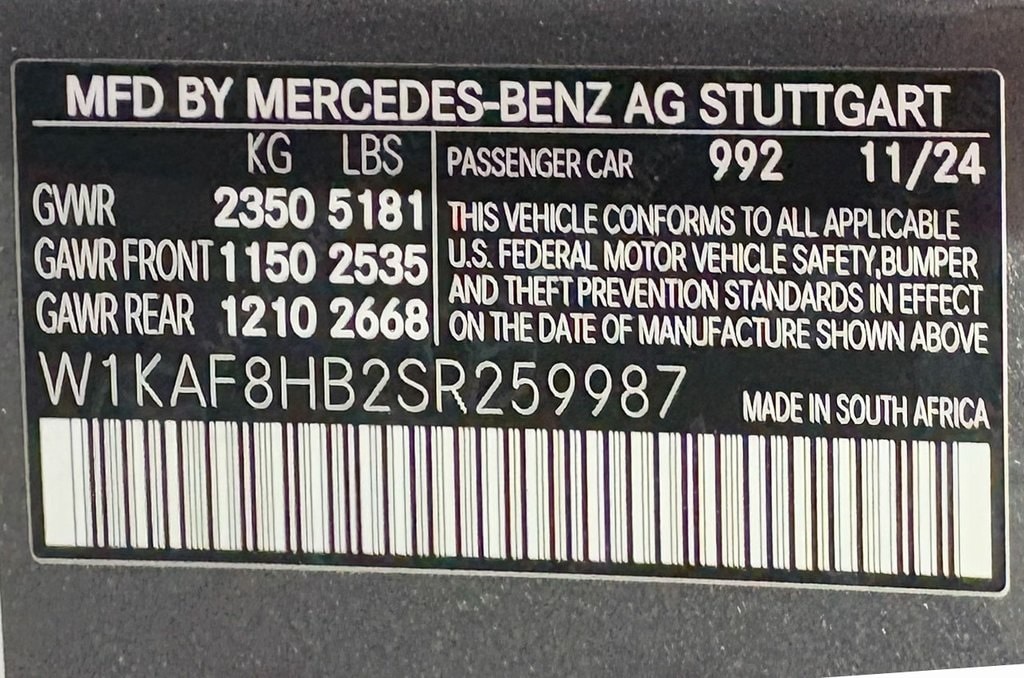 MFD BY MERCEDES-BENZ AG STUTTGART
KG LBS
GVWR 2350 5181
GAWR FRONT 1150 2535
GAWR REAR 1210 2668
PASSENGER CAR 992 11/24
THIS VEHICLE CONFORMS TO ALL APPLICABLE
U.S. FEDERAL MOTOR VEHICLE SAFETY,BUMPER
AND THEFT PREVENTION STANDARDS IN EFFECT
ON THE DATE OF MANUFACTURE SHOWN ABOVE
W1KAF8HB2SR259987
MADE IN SOUTH AFRICA